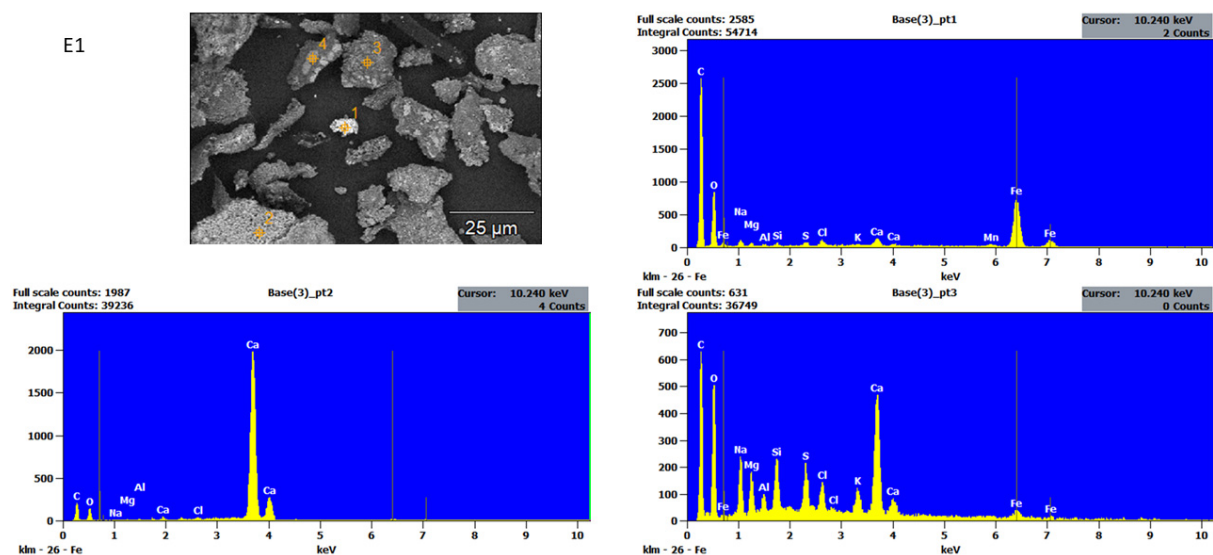 E1
4
3
1
2
25 µm
Full scale counts: 2585
Integral Counts: 54714
Base(3)_pt1
Cursor: 10.240 keV
2 Counts
3000
2500
2000
1500
1000
500
0
C
O
Fe
Na
Mg
Al
Si
S
Cl
K
Ca
Ca
Mn
Fe
Fe
0 1 2 3 4 5 6 7 8 9 10
klm - 26 - Fe
keV
Full scale counts: 1987
Integral Counts: 39236
Base(3)_pt2
Cursor: 10.240 keV
4 Counts
2000
1500
1000
500
0
C
O
Na
Mg
Al
Ca
Cl
Ca
Ca
0 1 2 3 4 5 6 7 8 9 10
klm - 26 - Fe
keV
Full scale counts: 631
Integral Counts: 36749
Base(3)_pt3
Cursor: 10.240 keV
0 Counts
700
600
500
400
300
200
100
0
C
O
Fe
Na
Mg
Al
Si
S
Cl
Cl
K
Ca
Ca
Fe
Fe
0 1 2 3 4 5 6 7 8 9 10
klm - 26 - Fe
keV